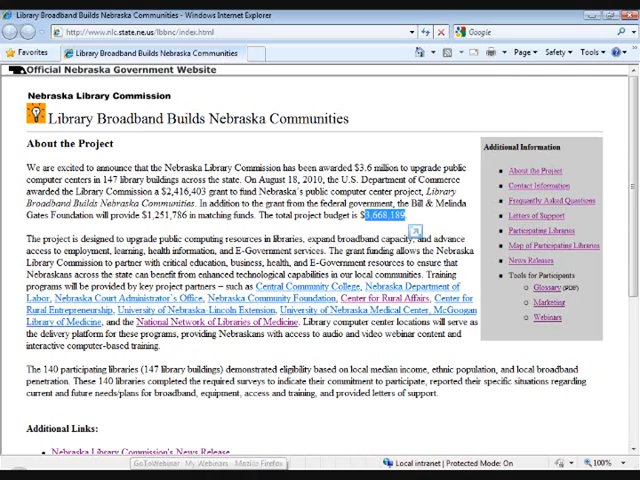 Library Broadband Builds Nebraska Communities - Windows Internet Explorer
http://www.nlc.state.ne.us/lbbnc/index.html
Google
Favorites
Library Broadband Builds Nebraska Communities
Page
Safety
Tools
Official Nebraska Government Website
Nebraska Library Commission
Library Broadband Builds Nebraska Communities
About the Project
We are excited to announce that the Nebraska Library Commission has been awarded $3.6 million to upgrade public
computer centers in 147 library buildings across the state. On August 18, 2010, the U.S. Department of Commerce
awarded the Library Commission a $2,416,403 grant to fund Nebraska's public computer center project, Library
Broadband Builds Nebraska Communities. In addition to the grant from the federal government, the Bill & Melinda
Gates Foundation will provide $1,251,786 in matching funds. The total project budget is $3,668,189.
The project is designed to upgrade public computing resources in libraries, expand broadband capacity, and advance
access to employment, learning, health information, and E-Government services. The grant funding allows the Nebraska
Library Commission to partner with critical education, business, health, and E-Government resources to ensure that
Nebraskans across the state can benefit from enhanced technological capabilities in our local communities. Training
programs will be provided by key project partners – such as Central Community College, Nebraska Department of
Labor, Nebraska Court Administrator's Office, Nebraska Community Foundation, Center for Rural Affairs, Center for
Rural Entrepreneurship, University of Nebraska-Lincoln Extension, University of Nebraska Medical Center, McGoogan
Library of Medicine, and the National Network of Libraries of Medicine. Library computer center locations will serve as
the delivery platform for these programs, providing Nebraskans with access to audio and video webinar content and
interactive computer-based training.
The 140 participating libraries (147 library buildings) demonstrated eligibility based on local median income, ethnic population, and local broadband
penetration. These 140 libraries completed the required surveys to indicate their commitment to participate, reported their specific situations regarding
current and future needs/plans for broadband, equipment, access and training, and provided letters of support.
Additional Links:
Nebraska Library Commission's News Release
Additional Information
About the Project
Contact Information
Frequently Asked Questions
Letters of Support
Participating Libraries
Map of Participating Libraries
News Releases
Tools for Participants
Glossary (PDF)
Marketing
Webinars
GoToWebinar - My Webinars - Mozilla Firefox
Local intranet | Protected Mode: On
100%